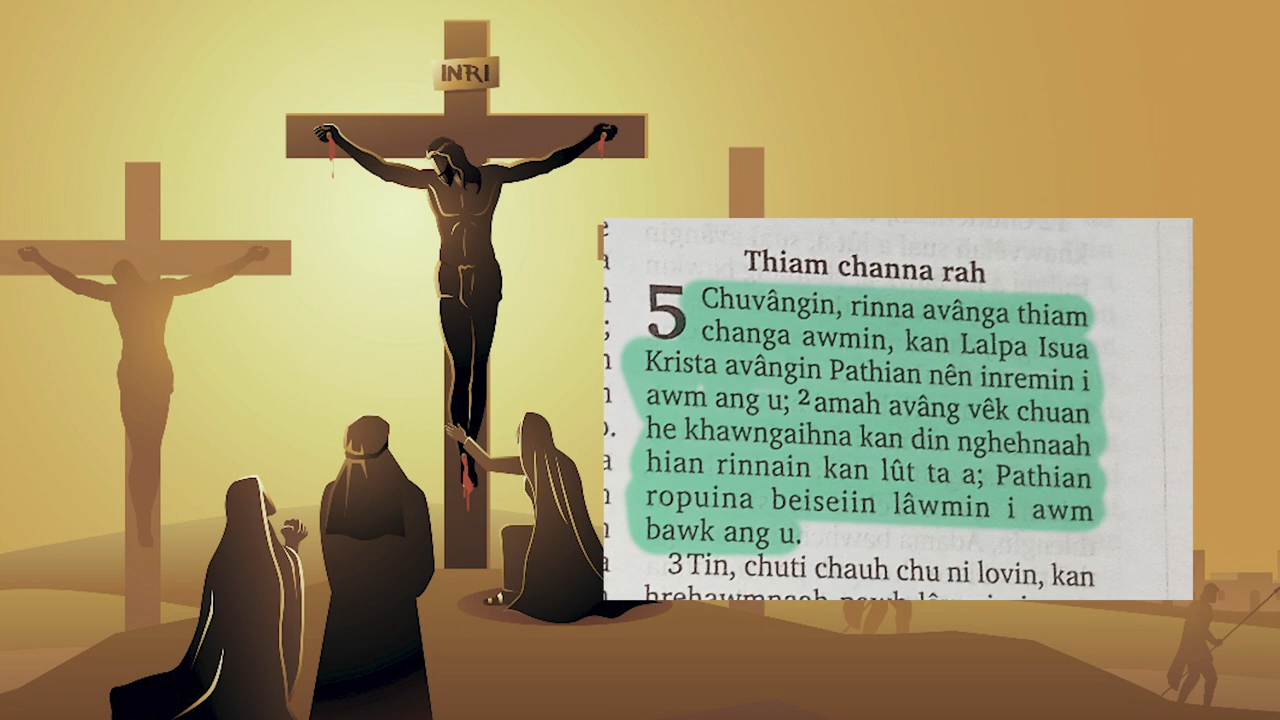 INRI
Thiam channa rah
5 Chuvângin, rinna avânga thiam
changa awmin, kan Lalpa Isua
Krista avângin Pathian nên inremin i
awm ang u; 2 amah avâng vêk chuan
he khawngaihna kan din nghehnaah
hian rinnain kan lût ta a; Pathian
ropuina beiseiin lâwmin i awm
bawk ang u.
3 Tin, chuti chauh chu ni lovin, kan